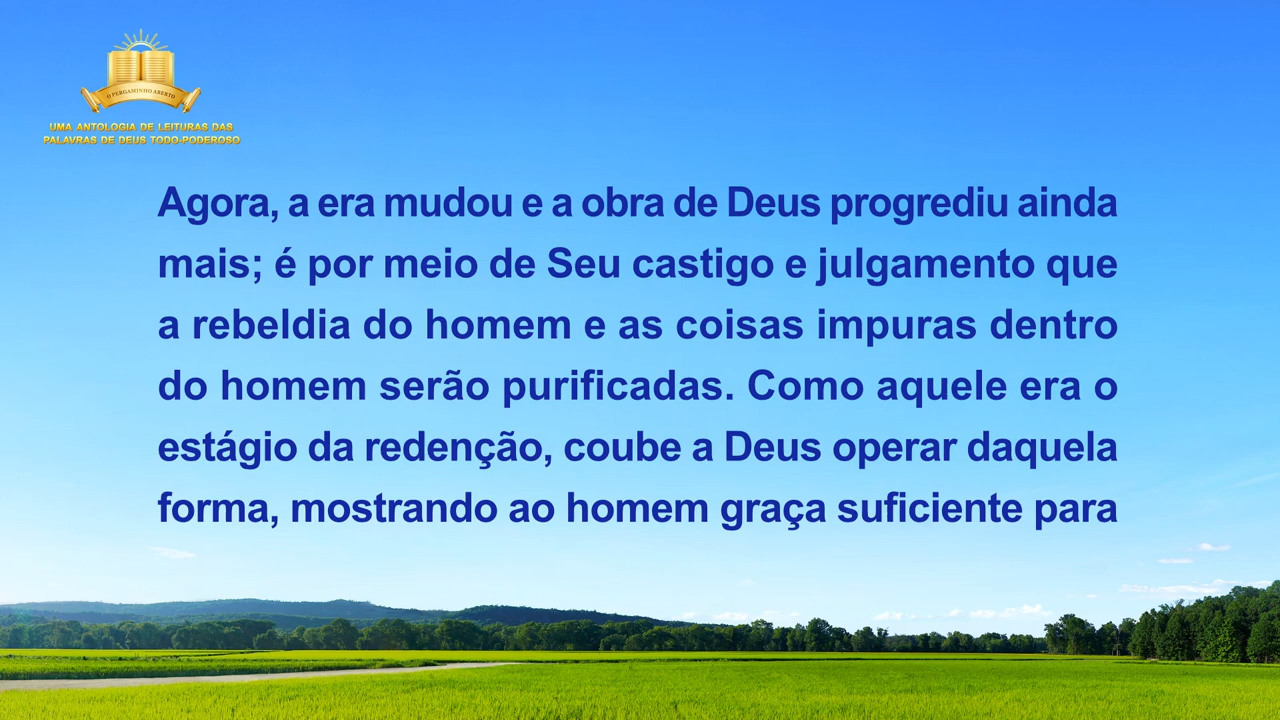 O PERGAMINHO ABERTO
UMA ANTOLOGIA DE LEITURAS DAS
PALAVRAS DE DEUS TODO-PODEROSO
Agora, a era mudou e a obra de Deus progrediu ainda
mais; é por meio de Seu castigo e julgamento que
a rebeldia do homem e as coisas impuras dentro
do homem serão purificadas. Como aquele era o
estágio da redenção, coube a Deus operar daquela
forma, mostrando ao homem graça suficiente para